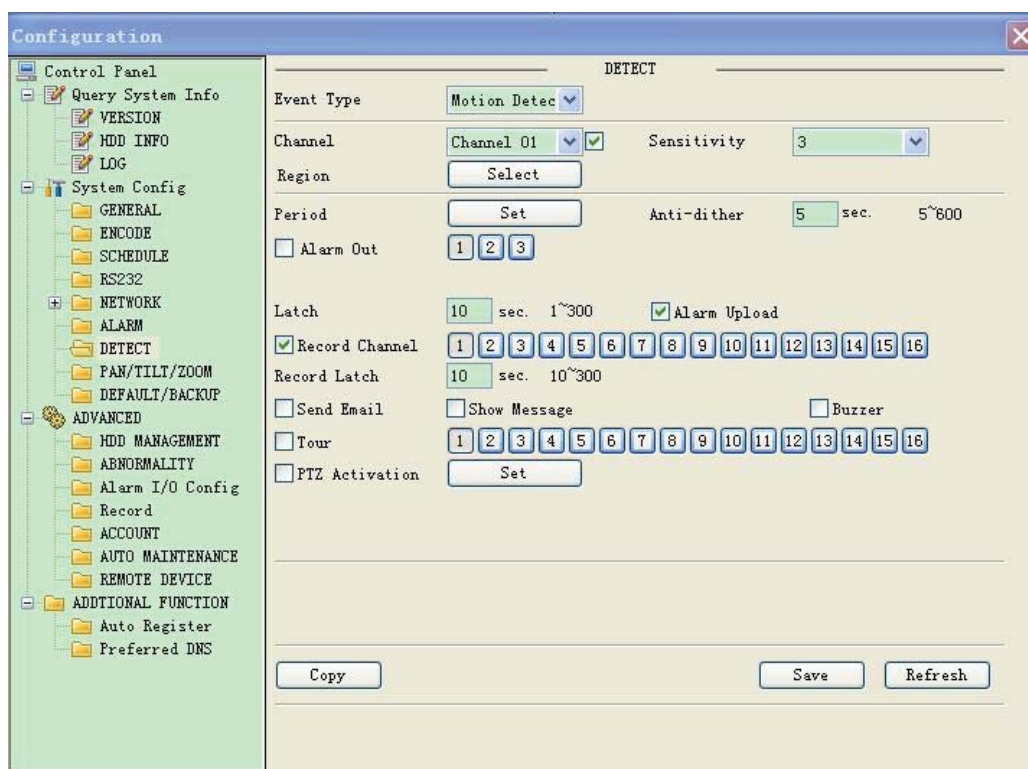 Configuration
Control Panel
Query System Info
VERSION
HDD INFO
LOG
System Config
GENERAL
ENCODE
SCHEDULE
RS232
NETWORK
ALARM
DETECT
PAN/TILT/ZOOM
DEFAULT/BACKUP
ADVANCED
HDD MANAGEMENT
ABNORMALITY
Alarm I/O Config
Record
ACCOUNT
AUTO MAINTENANCE
REMOTE DEVICE
ADDTIONAL FUNCTION
Auto Register
Preferred DNS
DETECT
Event Type Motion Detec
Channel Channel 01 Sensitivity 3
Region Select
Period Set Anti-dither 5 sec. 5~600
Alarm Out 1 2 3
Latch 10 sec. 1~300 Alarm Upload
Record Channel 1 2 3 4 5 6 7 8 9 10 11 12 13 14 15 16
Record Latch 10 sec. 10~300
Send Email Show Message Buzzer
Tour 1 2 3 4 5 6 7 8 9 10 11 12 13 14 15 16
PTZ Activation Set
Copy Save Refresh